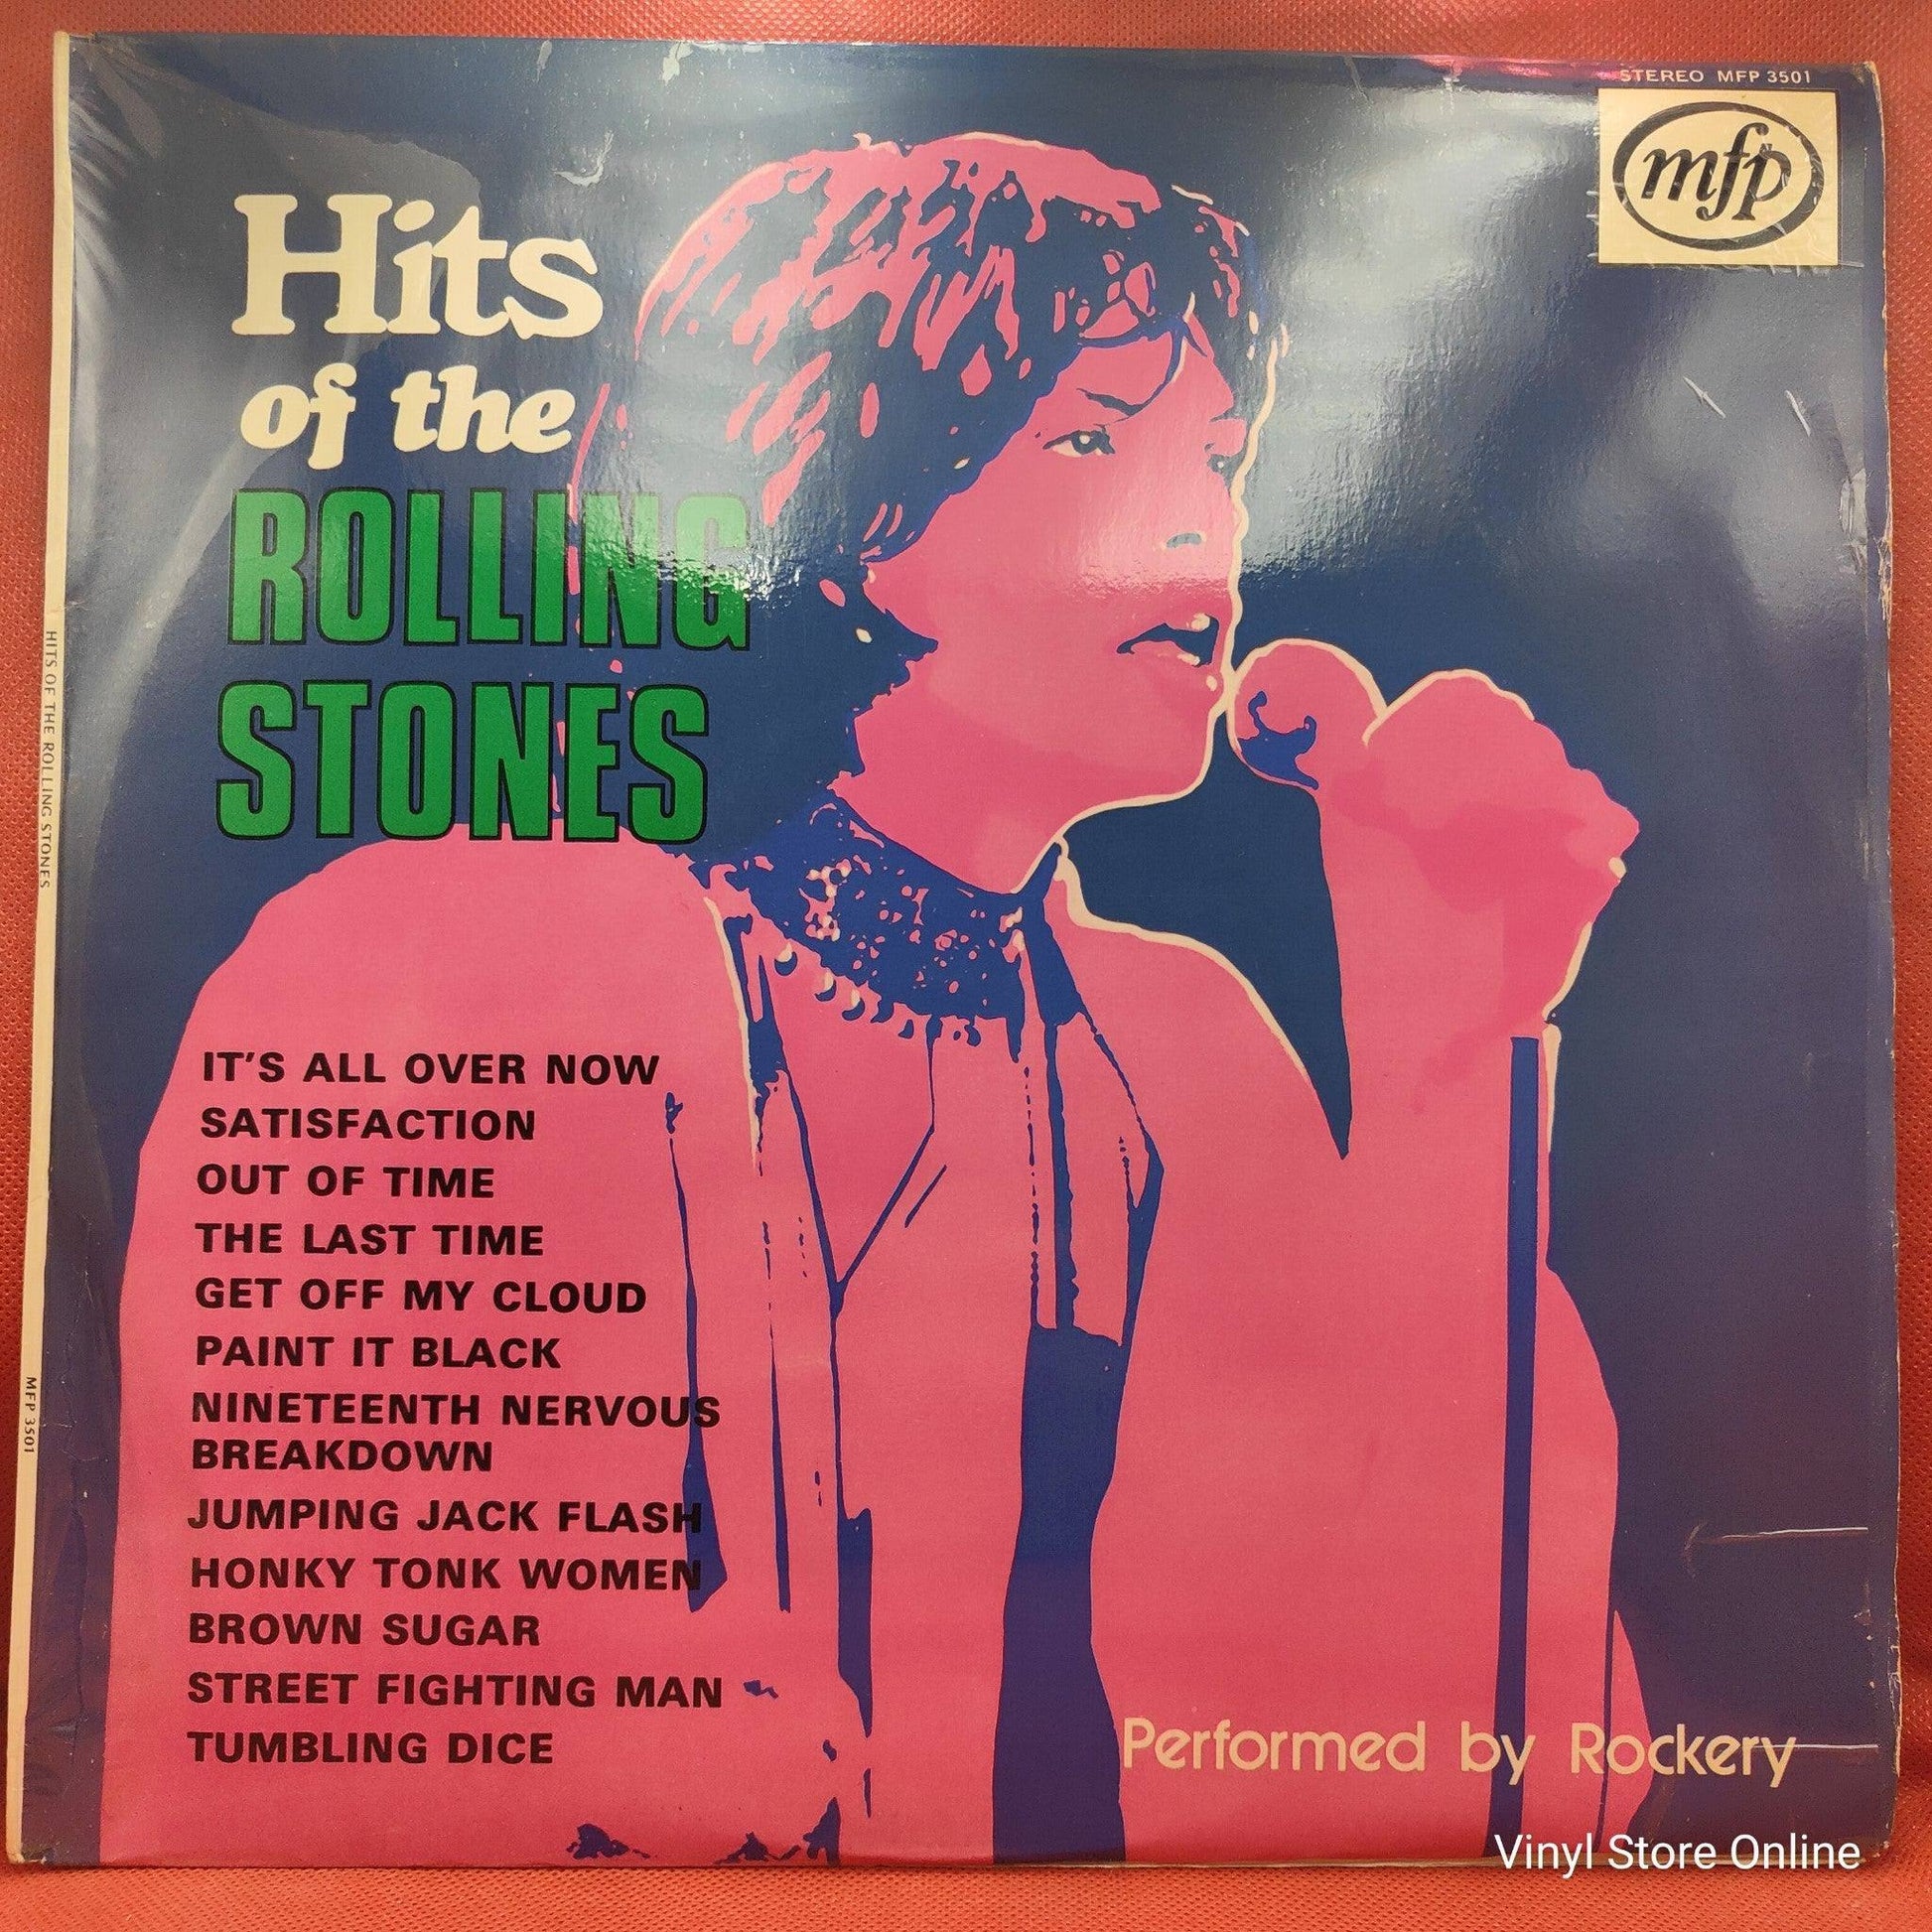 STEREO MFP 3501
mfp
Hits
of the
ROLLING
STONES
HITS OF THE ROLLING STONES
MFP 3501
IT'S ALL OVER NOW
SATISFACTION
OUT OF TIME
THE LAST TIME
GET OFF MY CLOUD
PAINT IT BLACK
NINETEENTH NERVOUS
BREAKDOWN
JUMPING JACK FLASH
HONKY TONK WOMEN
BROWN SUGAR
STREET FIGHTING MAN
TUMBLING DICE
Performed by Rockery
Vinyl Store Online